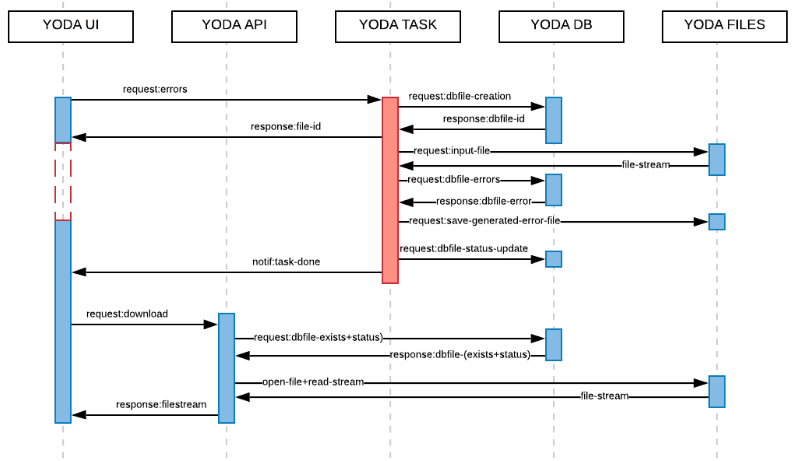 YODA UI
YODA API
YODA TASK
YODA DB
YODA FILES
request:errors
request:dbfile-creation
response:dbfile-id
response:file-id
request:input-file
file-stream
request:dbfile-errors
response:dbfile-error
request:save-generated-error-file
request:dbfile-status-update
notif:task-done
request:download
request:dbfile-exists+status)
response:dbfile-(exists+status)
open-file+read-stream
file-stream
response:filestream